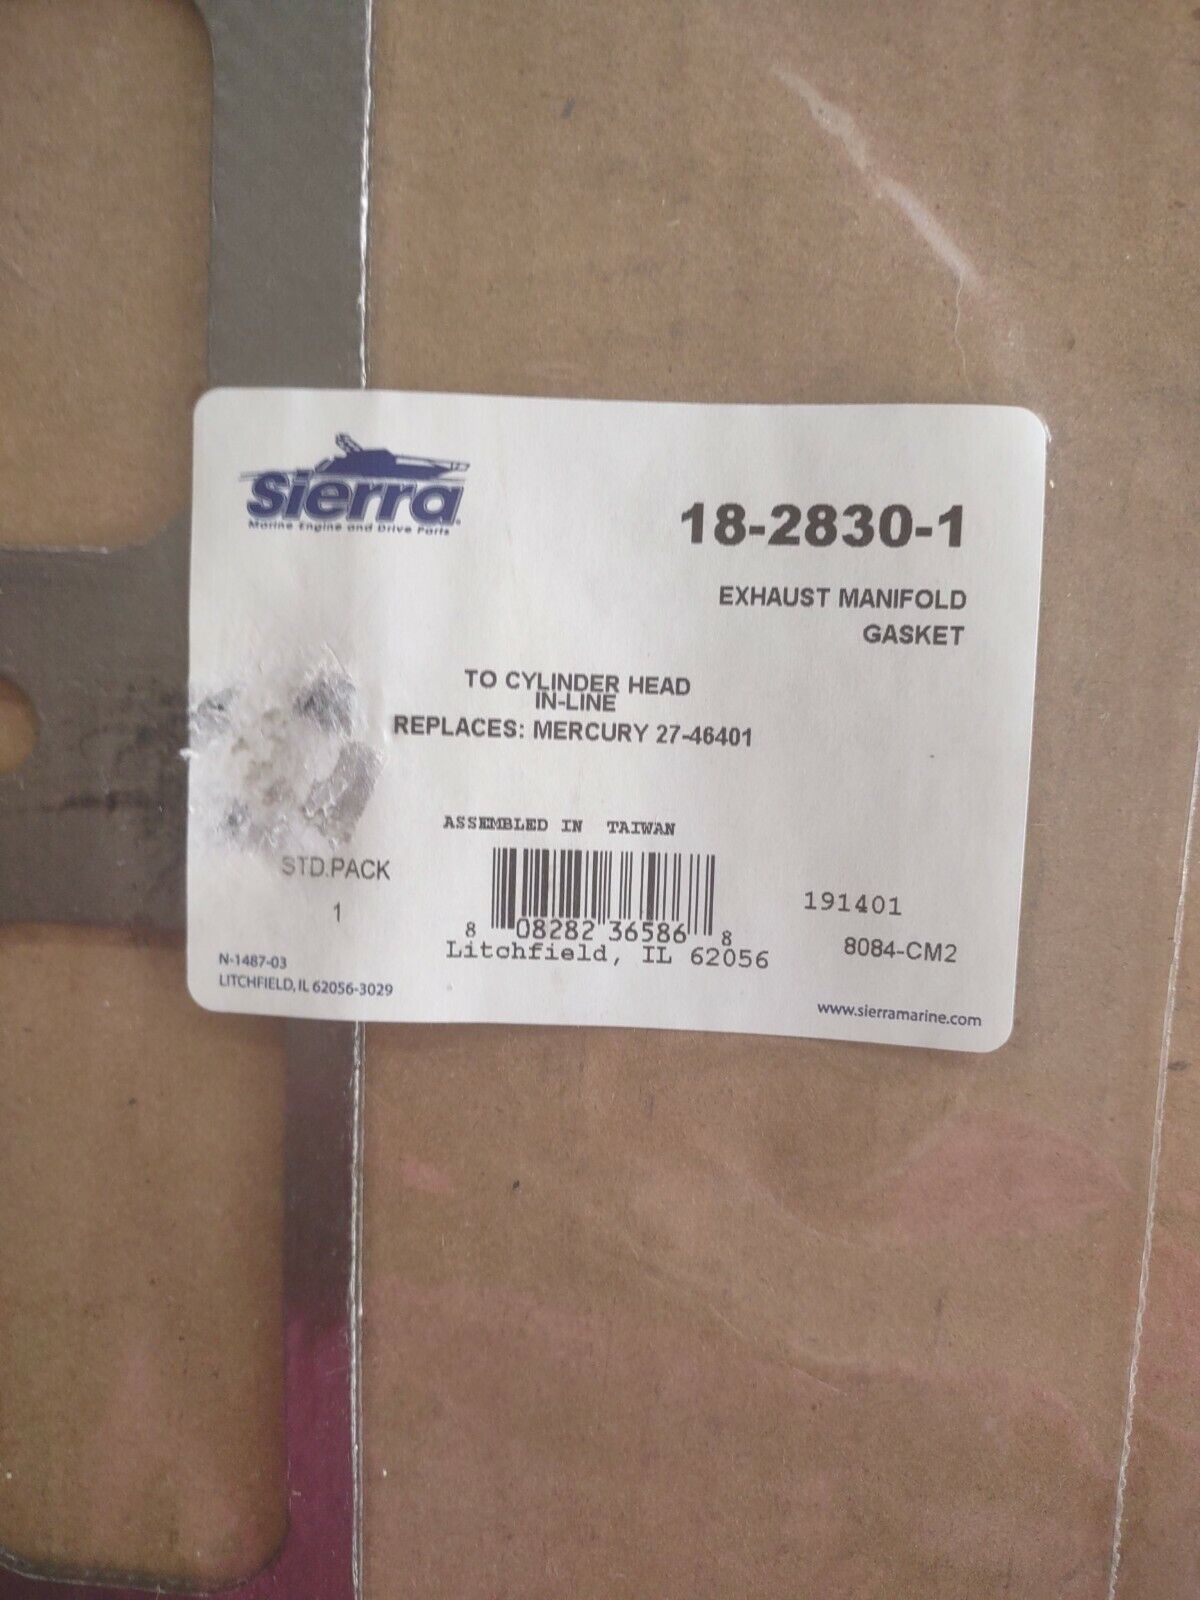 Sierra
Marine Engine and Drive Parts
18-2830-1
EXHAUST MANIFOLD
GASKET
TO CYLINDER HEAD
IN-LINE
REPLACES: MERCURY 27-46401
ASSEMBLED IN TAIWAN
STD.PACK
1
8 08282 36586 8
Litchfield, IL 62056
191401
8084-CM2
N-1487-03
LITCHFIELD, IL 62056-3029
www.sierramarine.com